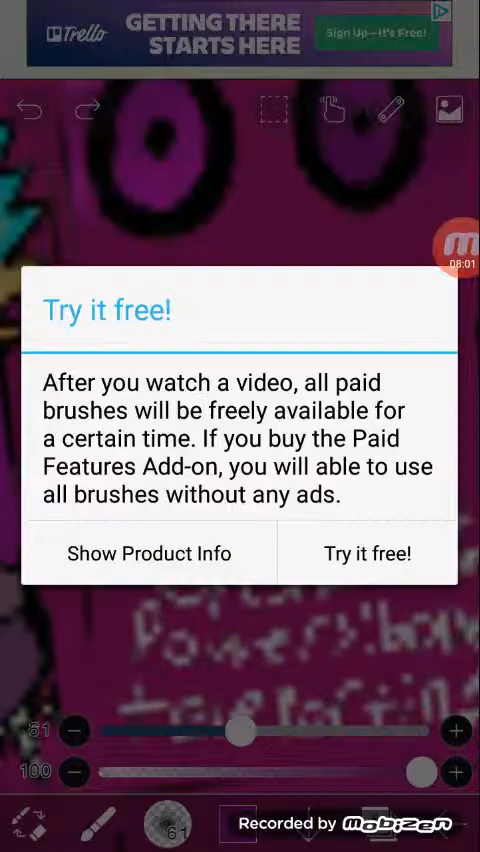 Trello
GETTING THERE
STARTS HERE
Sign Up—It's Free!
08:01
Try it free!
After you watch a video, all paid
brushes will be freely available for
a certain time. If you buy the Paid
Features Add-on, you will able to use
all brushes without any ads.
Show Product Info
Try it free!
61
100
61
Recorded by mobizen